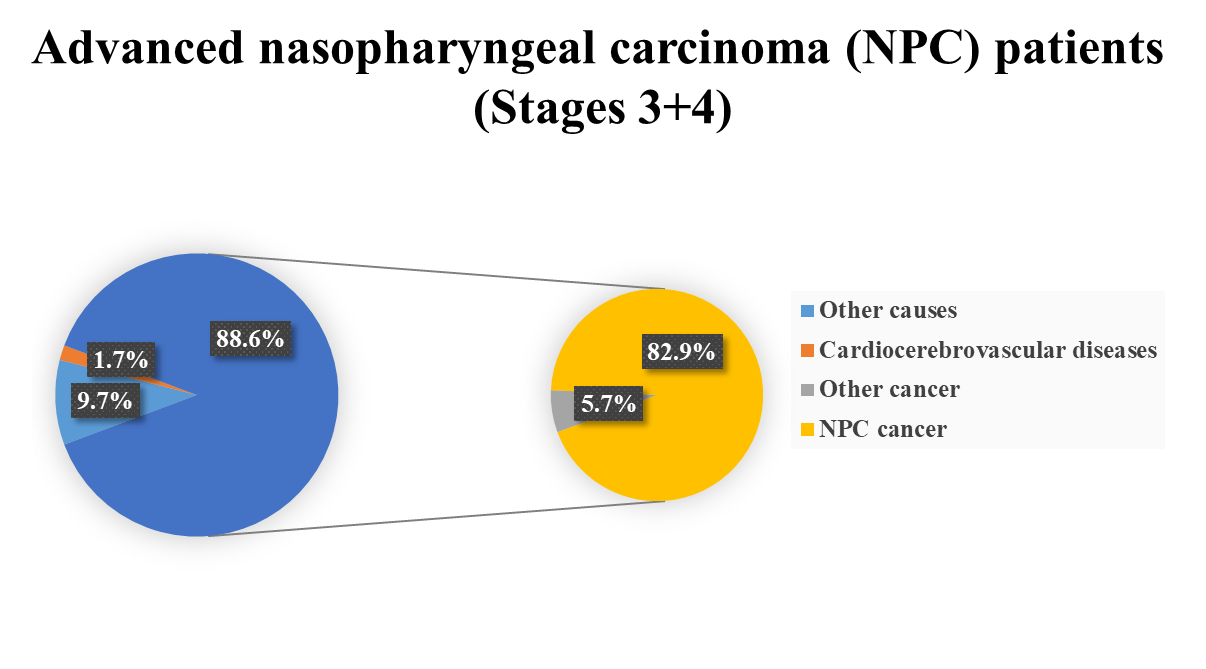 Advanced nasopharyngeal carcinoma (NPC) patients
(Stages 3+4)
88.6%
1.7%
9.7%
82.9%
5.7%
Other causes
Cardiocerebrovascular diseases
Other cancer
NPC cancer